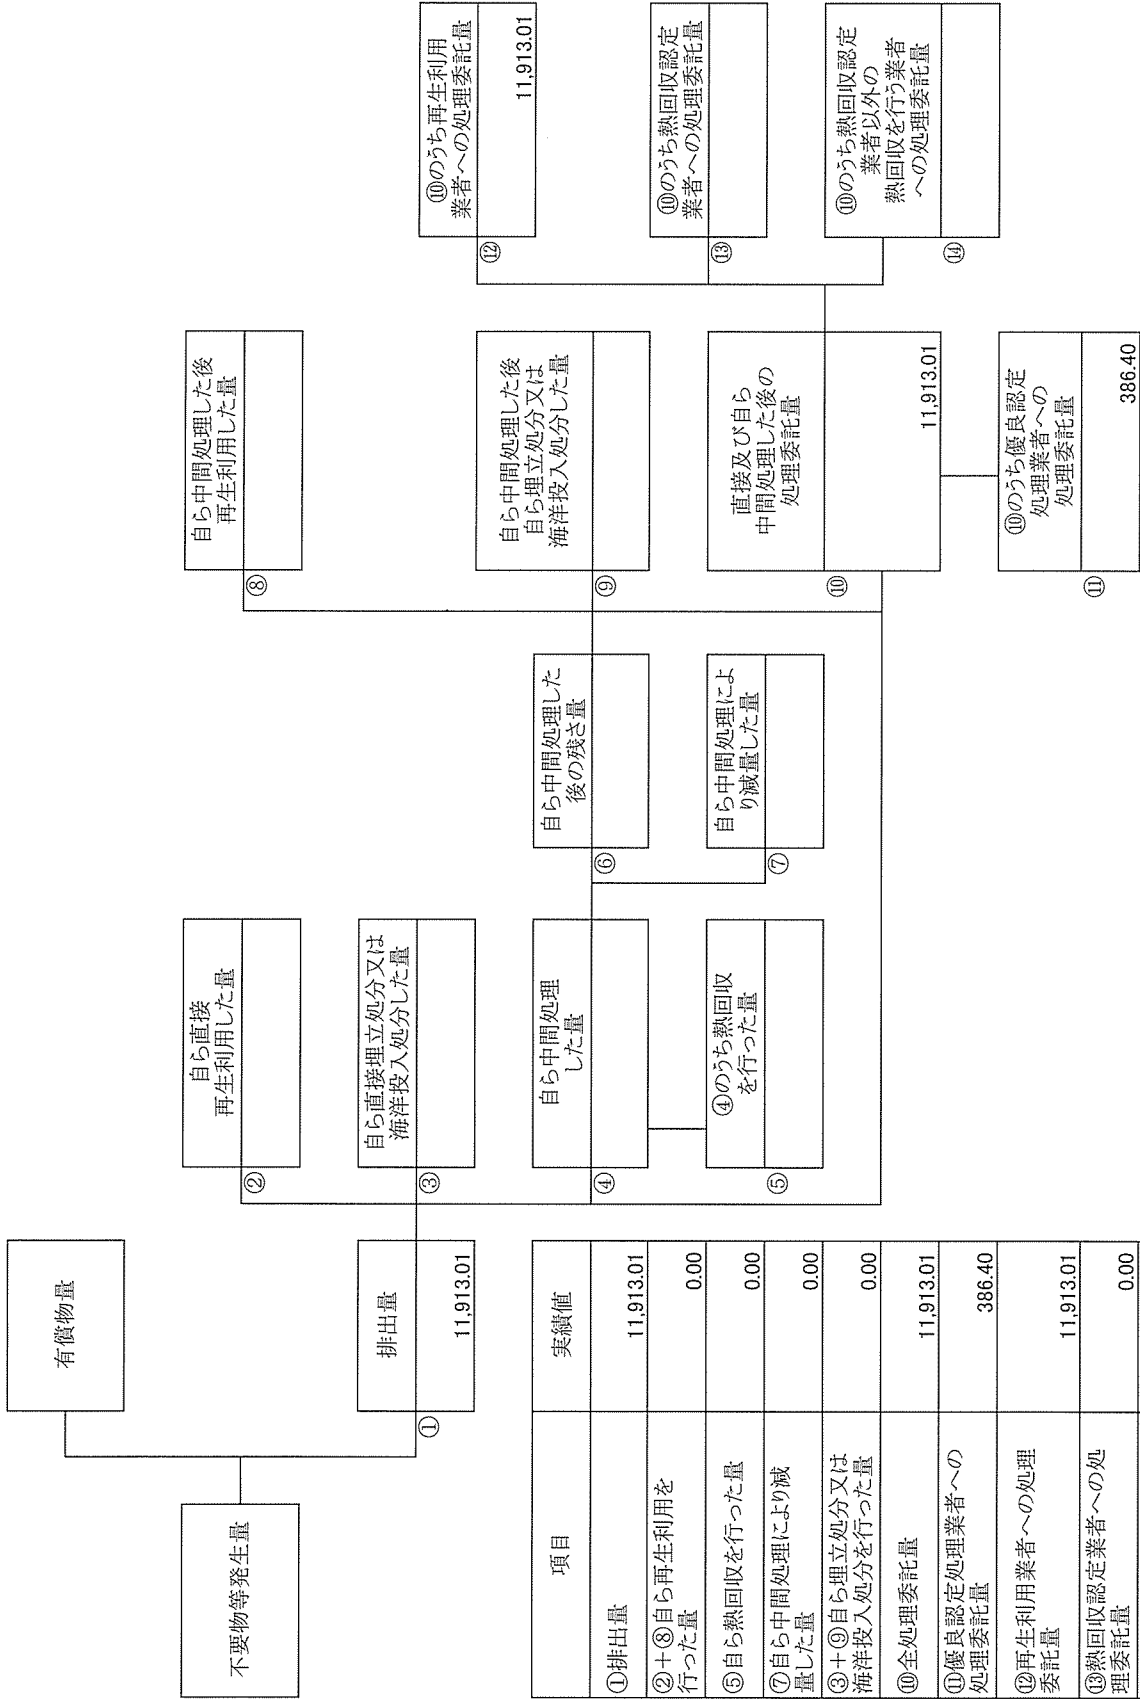 不要物等発生量
有償物量
排出量
①
11,913.01
自ら直接
再生利用した量
②
自ら直接埋立処分又は
海洋投入処分した量
③
自ら中間処理
した量
④
④のうち熱回収
を行った量
⑤
自ら中間処理した
後の残さ量
⑥
自ら中間処理によ
り減量した量
⑦
自ら中間処理した後
再生利用した量
⑧
自ら中間処理した後
自ら埋立処分又は
海洋投入処分した量
⑨
直接及び自ら
中間処理した後の
処理委託量
⑩
11,913.01
⑩のうち優良認定
処理業者への
処理委託量
⑪
386.40
⑩のうち再生利用
業者への処理委託量
⑫
11,913.01
⑩のうち熱回収認定
業者への処理委託量
⑬
⑩のうち熱回収認定
業者以外の
熱回収を行う業者
への処理委託量
⑭
項目 実績値
①排出量 11,913.01
②+⑧自ら再生利用を
行った量 0.00
⑤自ら熱回収を行った量 0.00
⑦自ら中間処理により減
量した量 0.00
③+⑨自ら埋立処分又は
海洋投入処分を行った量 0.00
⑩全処理委託量 11,913.01
⑪優良認定処理業者への
処理委託量 386.40
⑫再生利用業者への処理
委託量 11,913.01
⑬熱回収認定業者への処
理委託量 0.00